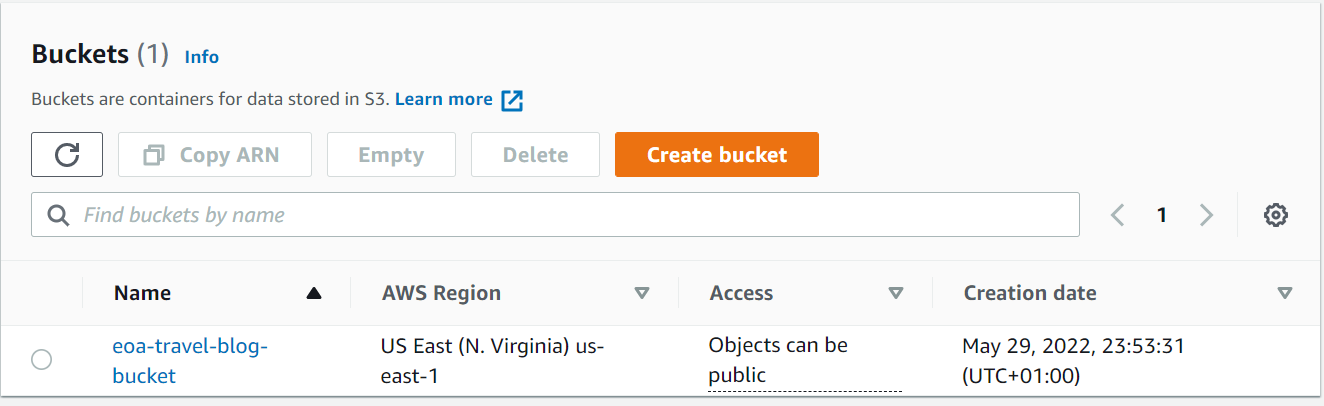 Buckets (1) Info
Buckets are containers for data stored in S3. Learn more
Copy ARN Empty Delete Create bucket
Find buckets by name 1
Name AWS Region Access Creation date
eoa-travel-blog- US East (N. Virginia) us- Objects can be May 29, 2022, 23:53:31
bucket east-1 public (UTC+01:00)